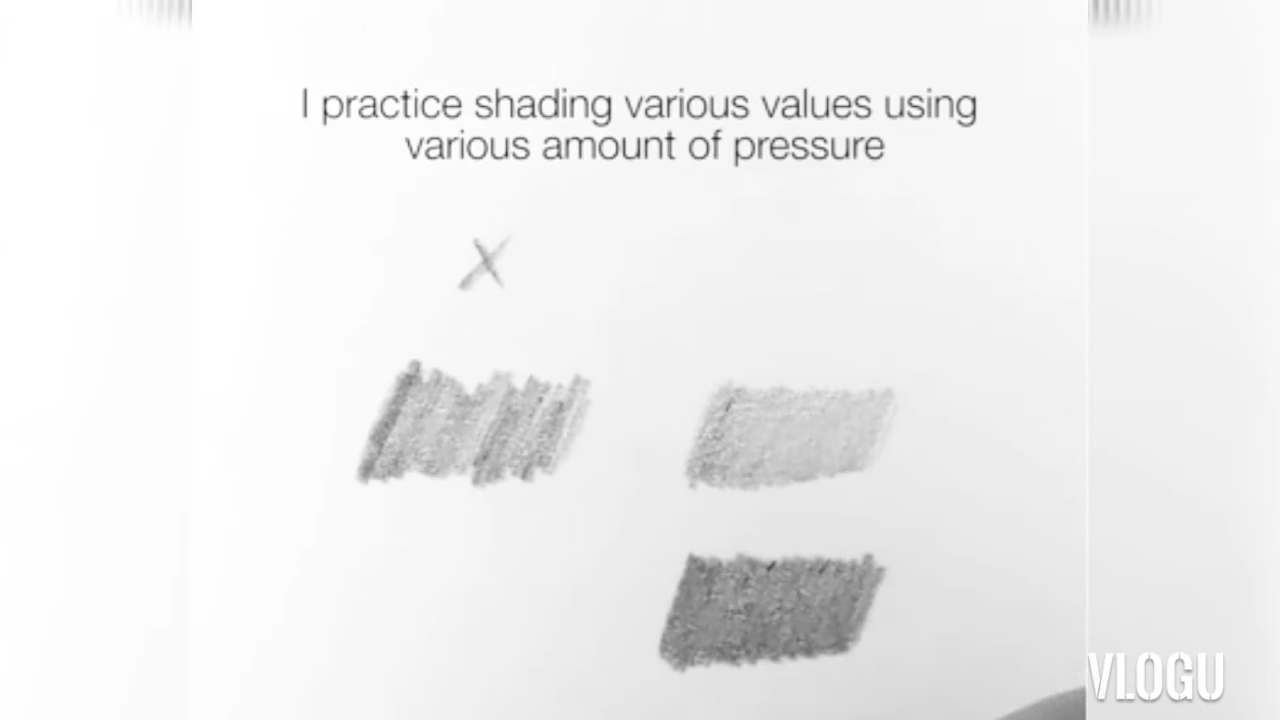 I practice shading various values using
various amount of pressure
X
VLOGU